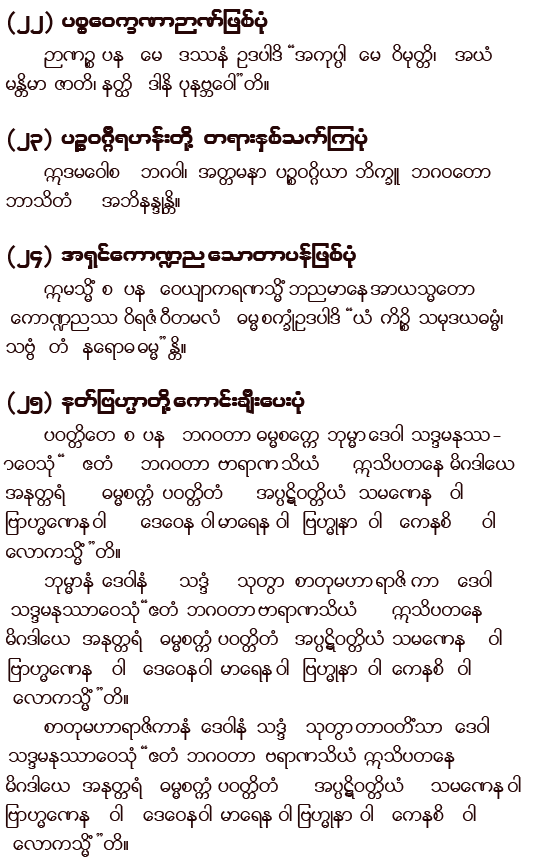 (၂၂) ပစ္စဝေက္ခဏာဉာဏ်ဖြစ်ပုံ
ဉာဏဉ္စ ပန မေ ဒဿနံ ဥဒပါဒိ “အကုပ္ပါ မေ ဝိမုတ္တိ၊ အယံ
မန္တိမာ ဇာတိ၊ နတ္ထိ ဒါနိ ပုနဗ္ဘဝေါ”တိ။
(၂၃) ပဉ္စဝဂ္ဂီရဟန်းတို့ တရားနှစ်သက်ကြပုံ
ဣဒမဝေါစ ဘဂဝါ၊ အတ္တမနာ ပဉ္စဝဂ္ဂိယာ ဘိက္ခူ ဘဂဝတော
ဘာသိတံ အဘိနန္ဒုန္တိ။
(၂၄) အရှင်ကောဏ္ဍညသောတာပန်ဖြစ်ပုံ
ဣမသ္မိံ စ ပန ဝေယျာကရဏသ္မိံ ဘညမာနေ အာယသ္မတော
ကောဏ္ဍညဿ ဝိရဇံ ဝီတမလံ ဓမ္မစက္ခုံဥဒပါဒိ “ယံ ကိဉ္စိ သမုဒယဓမ္မံ၊
သဗ္ဗံ တံ နရောဓ ဓမ္မ” န္တိ။
(၂၅) နတ်ဗြဟ္မာတို့ကောင်းချီးပေးပုံ
ပဝတ္တိတေ စ ပန ဘဂဝတာ ဓမ္မစက္ကေ ဘုမ္မာ ဒေဝါ သဒ္ဒမနုဿ-
ာဝေသုံ“ ဧတံ ဘဂဝတာ ဗာရာဏသိယံ ဣသိပတနေ မိဂဒါယေ
အနုတ္တရံ ဓမ္မစက္ကံ ပဝတ္တိတံ အပ္ပဋိဝတ္တိယံ သမဏေန ဝါ
ဗြာဟ္မဏေန ဝါ ဒေဝေန ဝါ မာရေန ဝါ ဗြဟ္မုနာ ဝါ ကေနစိ ဝါ
လောကသ္မိံ”တိ။
ဘုမ္မာနံ ဒေဝါနံ သဒ္ဒံ သုတွာ စာတုမဟာရာဇိကာ ဒေဝါ
သဒ္ဒမနုဿာဝေသုံ“ဧတံ ဘဂဝတာ ဗာရာဏသိယံ ဣသိပတနေ
မိဂဒါယေ အနုတ္တရံ ဓမ္မစက္ကံ ပဝတ္တိတံ အပ္ပဋိဝတ္တိယံ သမဏေန ဝါ
ဗြာဟ္မဏေန ဝါ ဒေဝေနဝါ မာရေန ဝါ ဗြဟ္မုနာ ဝါ ကေနစိ ဝါ
လောကသ္မိံ”တိ။
စာတုမဟာရာဇိကာနံ ဒေဝါနံ သဒ္ဒံ သုတွာ တာဝတိံသာ ဒေဝါ
သဒ္ဒမနုဿာဝေသုံ“ဧတံ ဘဂဝတာ ဗရာဏသိယံ ဣသိပတနေ
မိဂဒါယေ အနုတ္တရံ ဓမ္မစက္ကံ ပဝတ္တိတံ အပ္ပဋိဝတ္တိယံ သမဏေန ဝါ
ဗြာဟ္မဏေန ဝါ ဒေဝေနဝါ မာရေန ဝါ ဗြဟ္မုနာ ဝါ ကေနစိ ဝါ
လောကသ္မိံ”တိ။